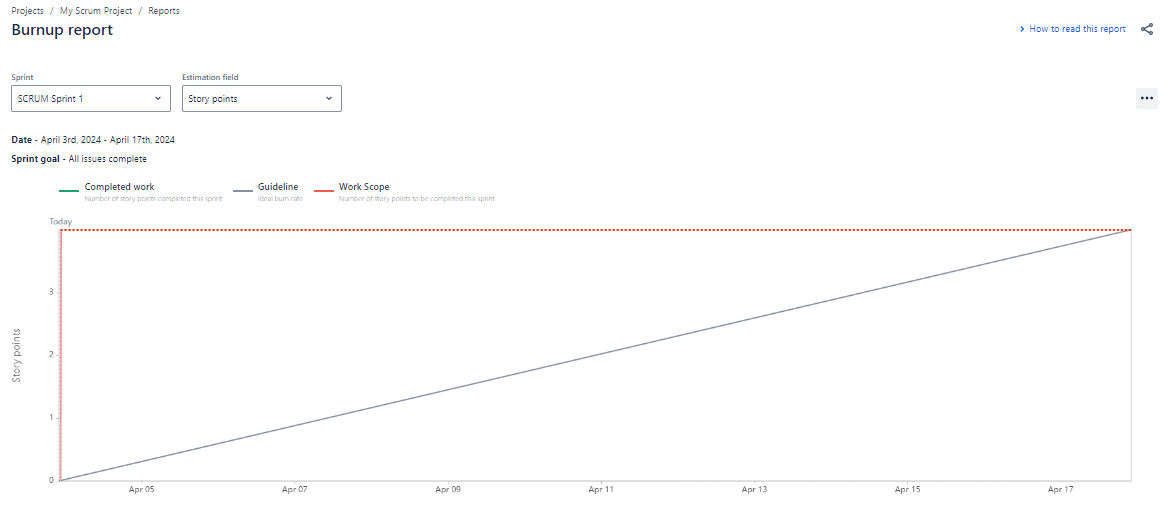 Projects / My Scrum Project / Reports
Burnup report
How to read this report
Sprint Estimation field
SCRUM Sprint 1 Story points
Date - April 3rd, 2024 - April 17th, 2024
Sprint goal - All issues complete
Completed work Guideline Work Scope
Number of story points completed this sprint Ideal burn rate Number of story points to be completed this sprint
Today
3
2
1
0
Story points
Apr 05 Apr 07 Apr 09 Apr 11 Apr 13 Apr 15 Apr 17